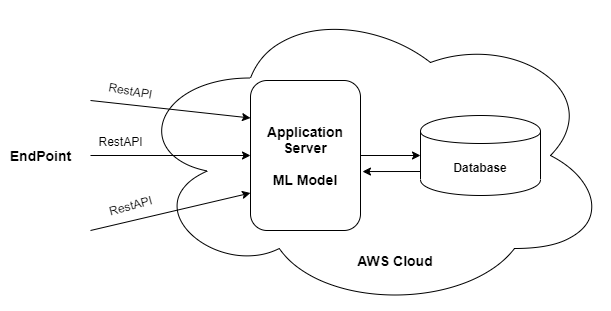 RestAPI
RestAPI
EndPoint
RestAPI
Application
Server
ML Model
Database
AWS Cloud